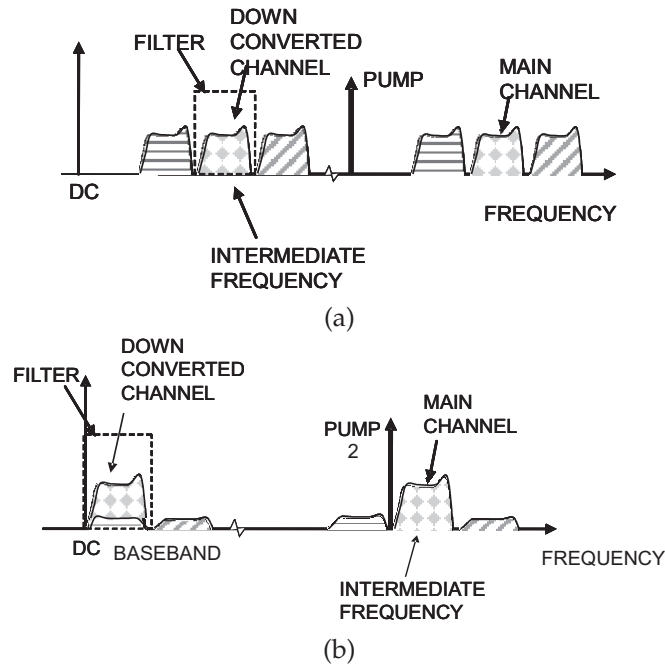 DOWN
CONVERTED
CHANNEL
FILTER
PUMP
MAIN
CHANNEL
DC
FREQUENCY
INTERMEDIATE
FREQUENCY
(a)
DOWN
CONVERTED
CHANNEL
FILTER
PUMP
2
MAIN
CHANNEL
DC
BASEBAND
FREQUENCY
INTERMEDIATE
FREQUENCY
(b)